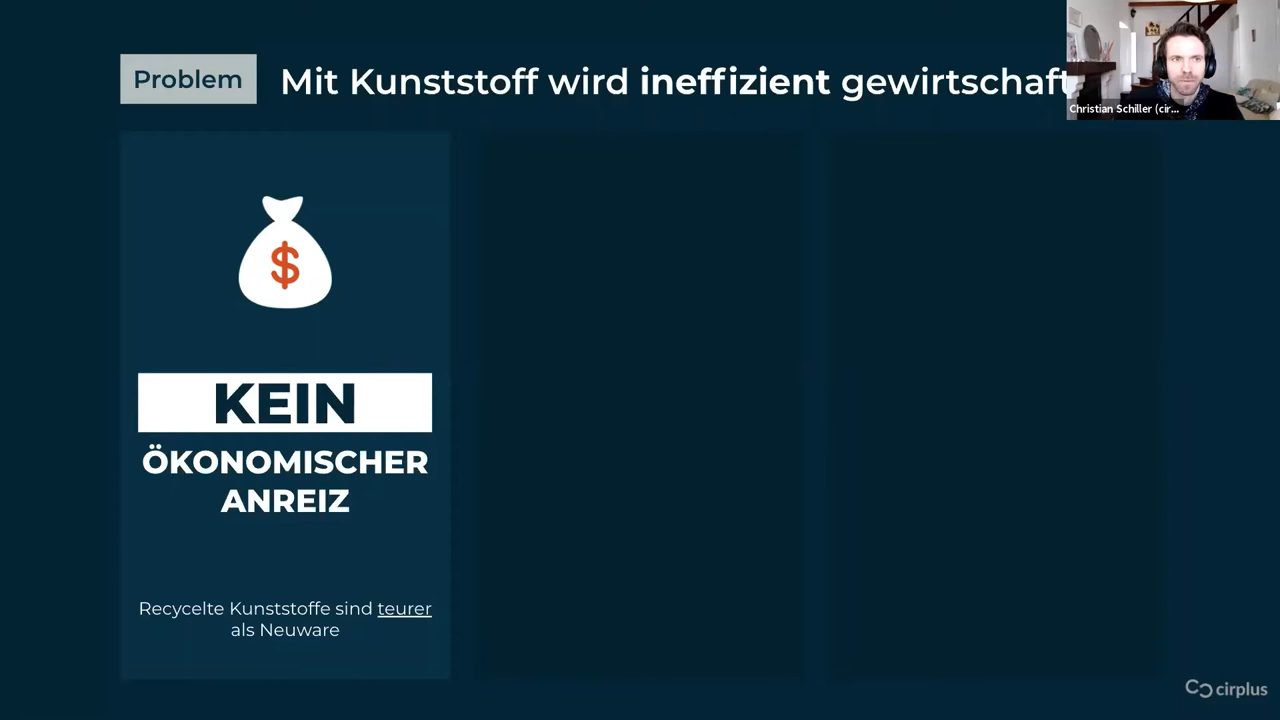 Problem
Mit Kunststoff wird ineffizient gewirtschaft
Christian Schiller (cir...
$
KEIN
ÖKONOMISCHER
ANREIZ
Recycelte Kunststoffe sind teurer
als Neuware
cirplus